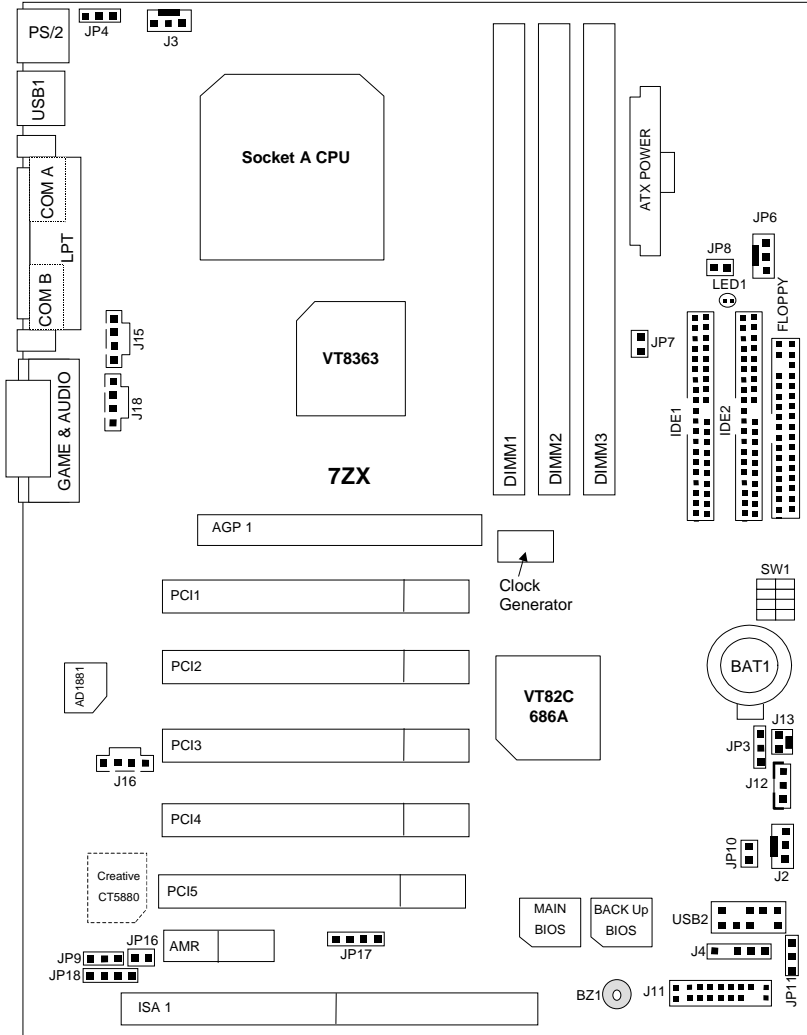 PS/2
JP4
J3
USB1
Socket A CPU
ATX POWER
COM A
LPT
COM B
JP6
JP8
LED1
FLOPPY
J15
VT8363
JP7
J18
GAME & AUDIO
IDE1
IDE2
DIMM1
DIMM2
DIMM3
7ZX
AGP 1
Clock
Generator
SW1
PCI1
PCI2
AD1881
VT82C
686A
BAT1
J13
JP3
PCI3
J16
J12
PCI4
JP10
J2
Creative
CT5880
PCI5
MAIN
BIOS
BACK Up
BIOS
USB2
JP16
AMR
JP9
JP17
J4
JP18
JP11
ISA 1
BZ1
J11